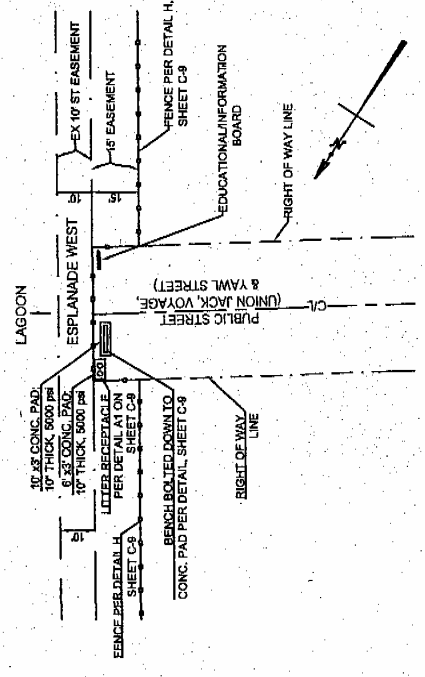 LAGOON
EX 10' ST EASEMENT
15' EASEMENT
FENCE PER DETAIL H,
SHEET C-9
ESPLANADE WEST
10'
15'
10' x3' CONC. PAD;
10" THICK, 5000 psi
6' x3' CONC. PAD;
10" THICK, 5000 psi
10'
LITTER RECEPTACLE
PER DETAIL A1 ON
SHEET C-9
FENCE PER DETAIL H
SHEET C-9
BENCH BOLTED DOWN TO
CONC. PAD PER DETAIL, SHEET C-9
EDUCATIONAL/INFORMATION
BOARD
PUBLIC STREET
(UNION JACK, VOYAGE,
& YAWL STREET)
C/L
RIGHT OF WAY LINE
RIGHT OF WAY
LINE
N